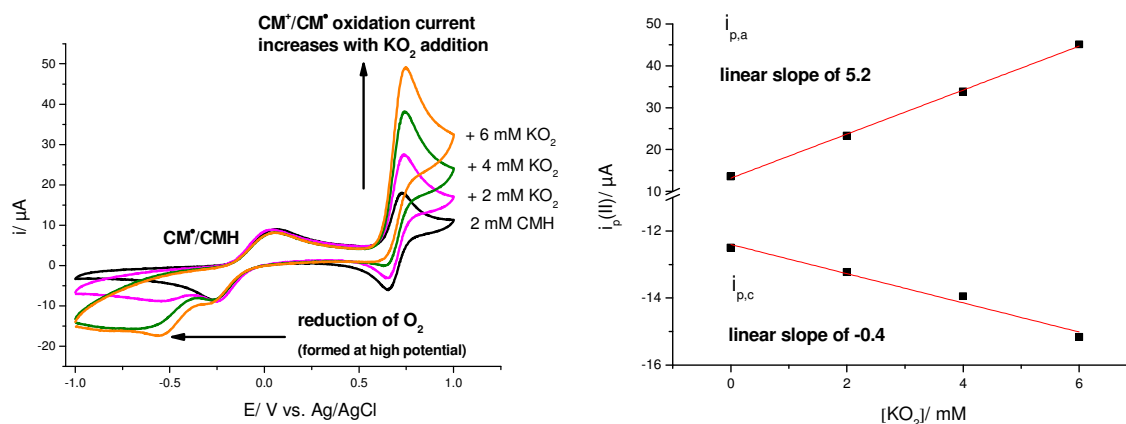 CM⁺/CM• oxidation current
increases with KO₂ addition
50
40
30
20
10
0
-10
-20
i/ µA
+ 6 mM KO₂
+ 4 mM KO₂
+ 2 mM KO₂
2 mM CMH
CM•/CMH
reduction of O₂
(formed at high potential)
-1.0 -0.5 0.0 0.5 1.0
E/ V vs. Ag/AgCl
50
40
30
20
10
-12
-14
-16
iₚ(II)/ µA
i_{p,a}
linear slope of 5.2
i_{p,c}
linear slope of -0.4
0 2 4 6
[KO₂]/ mM